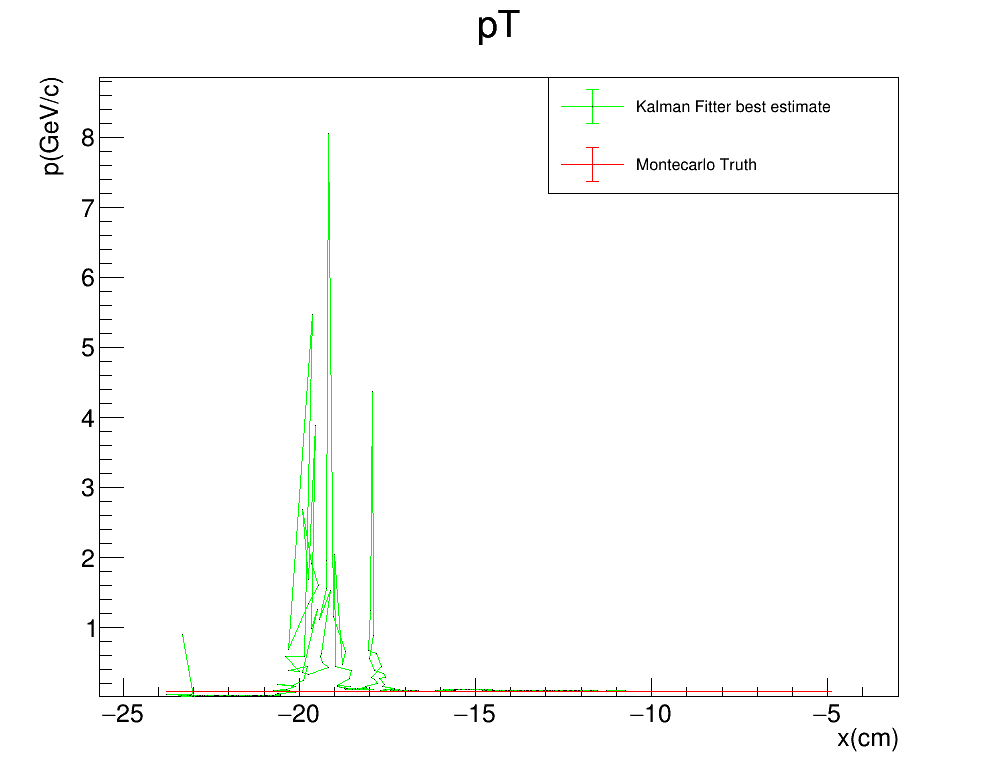 pT
p(GeV/c)
Kalman Fitter best estimate
Montecarlo Truth
8
7
6
5
4
3
2
1
−25 −20 −15 −10 −5
x(cm)